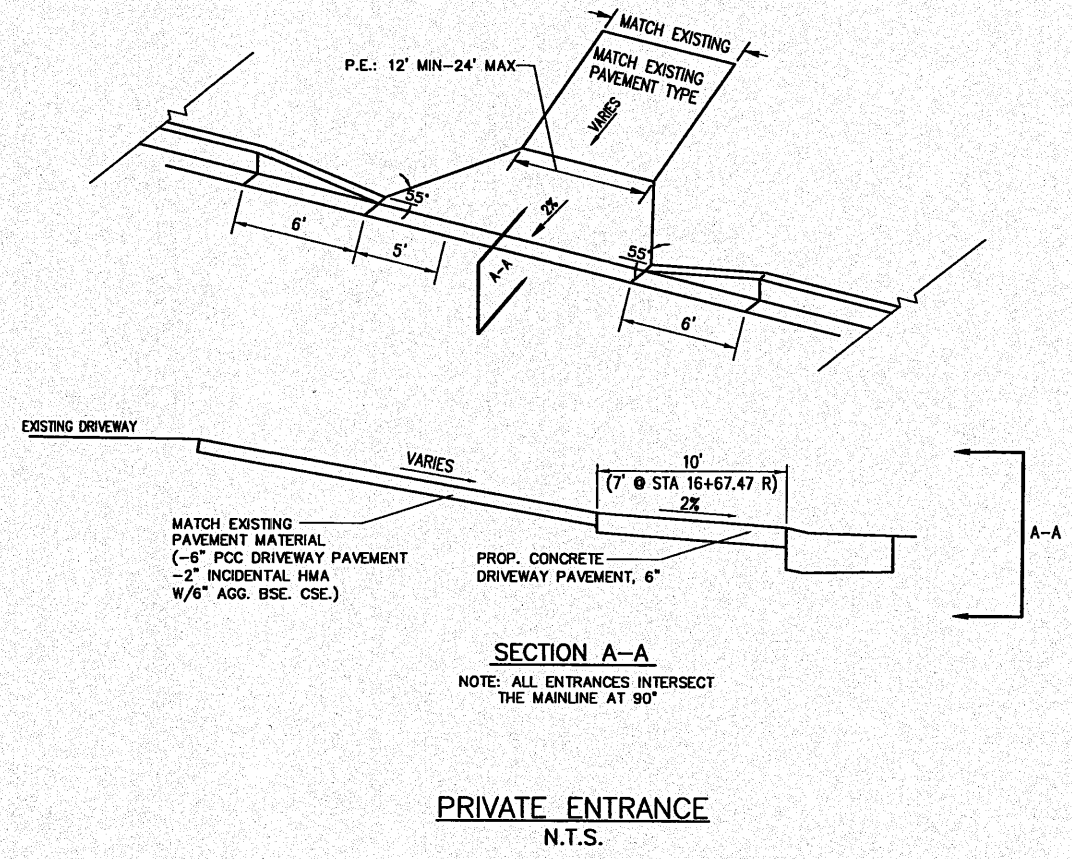 MATCH EXISTING
P.E.: 12' MIN-24' MAX
MATCH EXISTING
PAVEMENT TYPE
VARIES
55°
2%
6'
5'
A-A
55°
6'
EXISTING DRIVEWAY
VARIES
10'
(7' @ STA 16+67.47 R)
2%
A-A
MATCH EXISTING
PAVEMENT MATERIAL
(-6" PCC DRIVEWAY PAVEMENT
-2" INCIDENTAL HMA
W/6" AGG. BSE. CSE.)
PROP. CONCRETE
DRIVEWAY PAVEMENT, 6"
SECTION A-A
NOTE: ALL ENTRANCES INTERSECT
THE MAINLINE AT 90°
PRIVATE ENTRANCE
N.T.S.